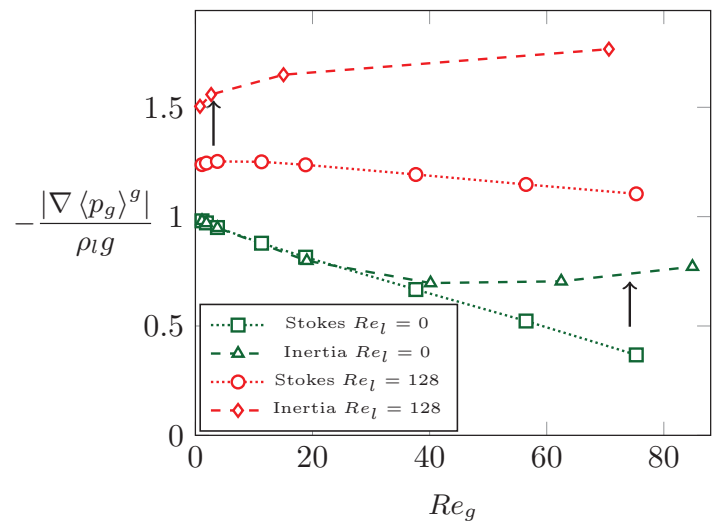 1.5
1
0.5
0
−|∇⟨p_g⟩^g| / ρ_l g
Stokes Re_l = 0
Inertia Re_l = 0
Stokes Re_l = 128
Inertia Re_l = 128
0 20 40 60 80
Re_g